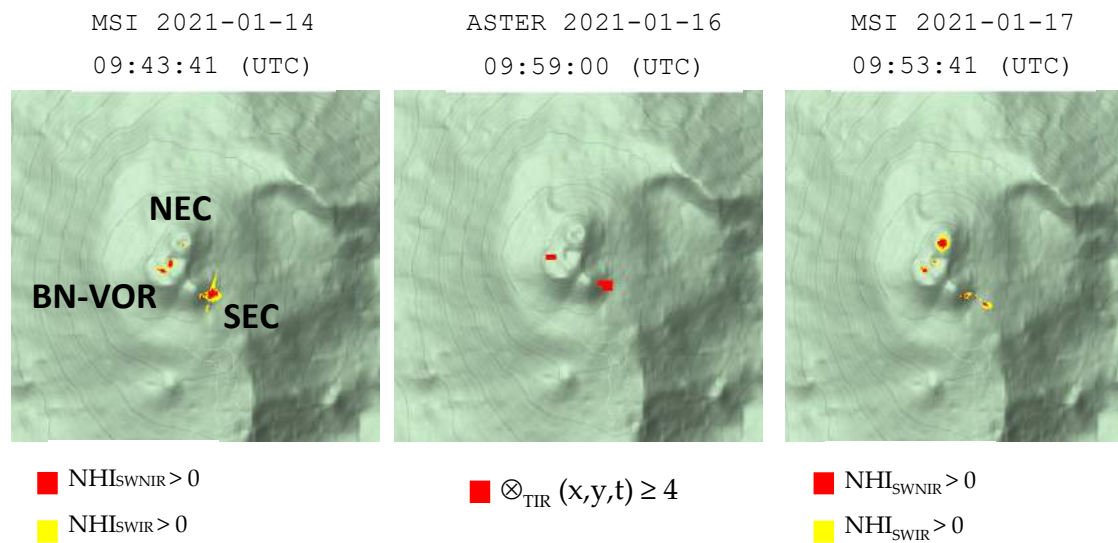 MSI 2021-01-14
09:43:41 (UTC)
ASTER 2021-01-16
09:59:00 (UTC)
MSI 2021-01-17
09:53:41 (UTC)
NEC
BN-VOR
SEC
NHISWNIR > 0
NHISWIR > 0
⊗TIR (x,y,t) ≥ 4
NHISWNIR > 0
NHISWIR > 0